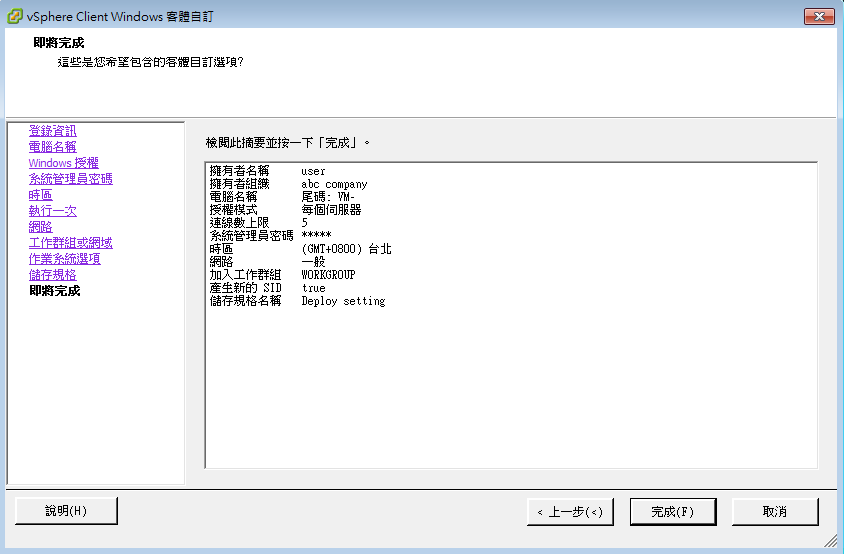 vSphere Client Windows 客體自訂
即將完成
這些是您希望包含的客體自訂選項?
登錄資訊
電腦名稱
Windows 授權
系統管理員密碼
時區
執行一次
網路
工作群組或網域
作業系統選項
儲存規格
即將完成
檢閱此摘要並按一下「完成」。
擁有者名稱 user
擁有者組織 abc company
電腦名稱 尾碼: VM-
授權模式 每個伺服器
連線數上限 5
系統管理員密碼 *****
時區 (GMT+0800) 台北
網路 一般
加入工作群組 WORKGROUP
產生新的 SID true
儲存規格名稱 Deploy setting
說明(H)
< 上一步(<)
完成(F)
取消